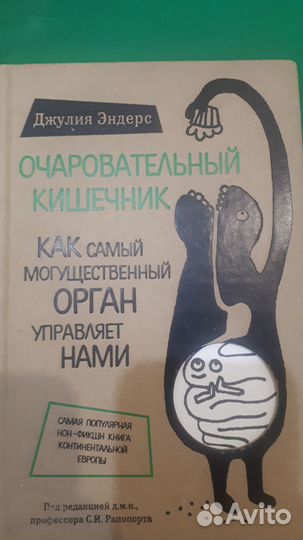 Джулия Эндерс
ОЧАРОВАТЕЛЬНЫЙ
КИШЕЧНИК
КАК САМЫЙ
МОГУЩЕСТВЕННЫЙ
ОРГАН
УПРАВЛЯЕТ
НАМИ
САМАЯ ПОПУЛЯРНАЯ
НОН-ФИКШН КНИГА
КОНТИНЕНТАЛЬНОЙ
ЕВРОПЫ
Под редакцией д.м.н.,
профессора С.И. Рапопорта
Avito